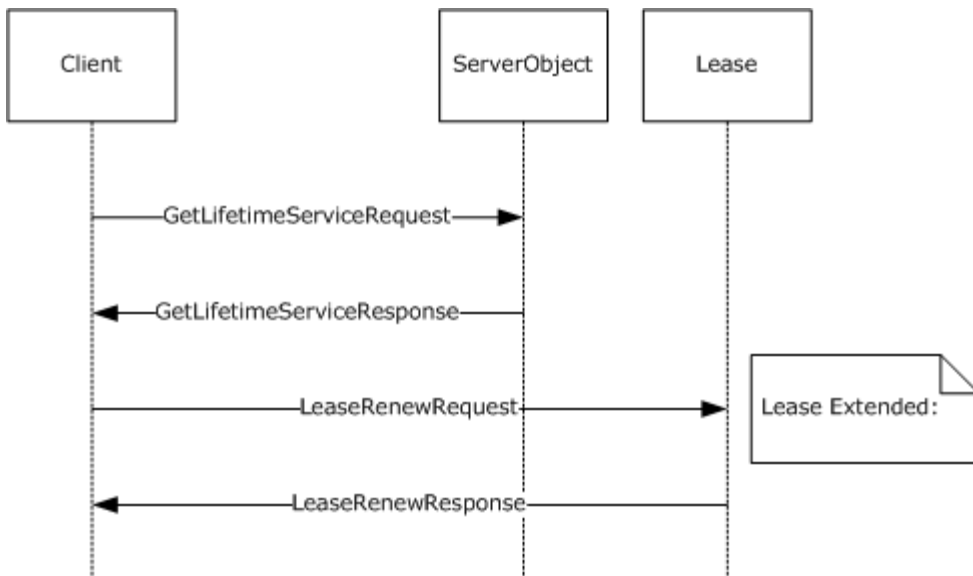 Client
ServerObject
Lease
GetLifetimeServiceRequest
GetLifetimeServiceResponse
LeaseRenewRequest
Lease Extended:
LeaseRenewResponse